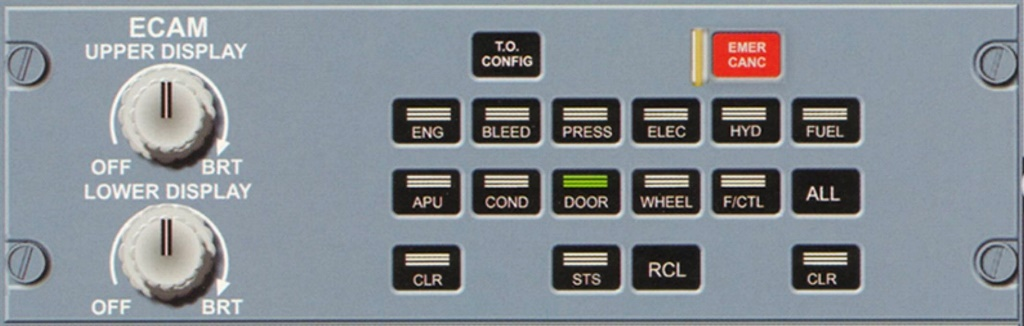 ECAM
UPPER DISPLAY
OFF BRT
LOWER DISPLAY
OFF BRT
T.O.
CONFIG
EMER
CANC
ENG BLEED PRESS ELEC HYD FUEL
APU COND DOOR WHEEL F/CTL ALL
CLR STS RCL CLR